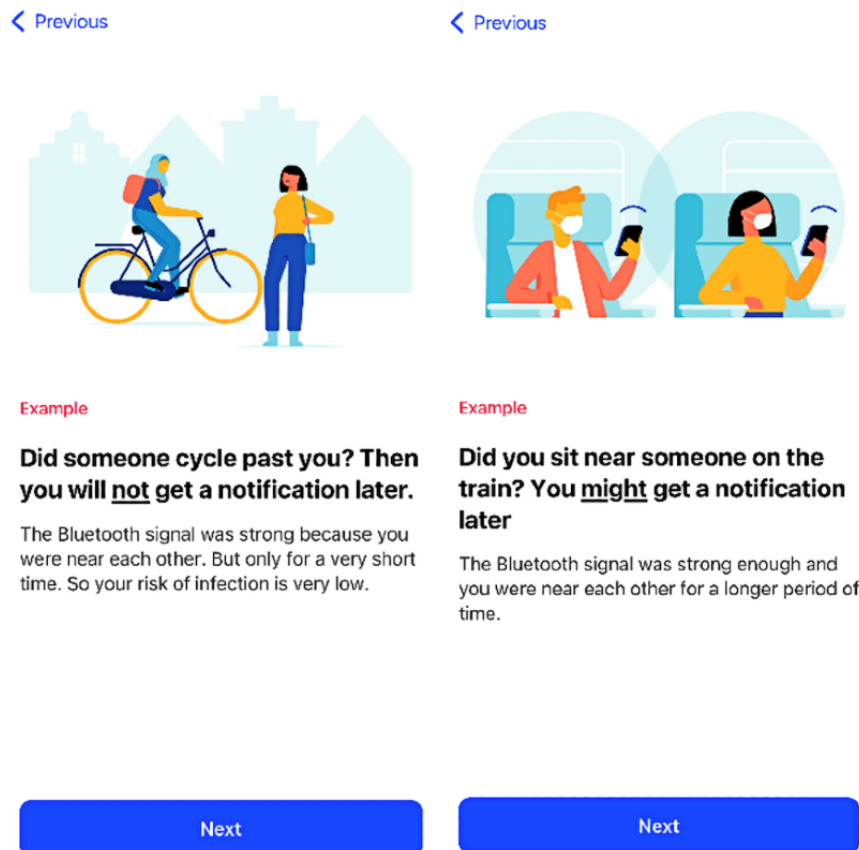 Previous
Example
Did someone cycle past you? Then
you will not get a notification later.
The Bluetooth signal was strong because you
were near each other. But only for a very short
time. So your risk of infection is very low.
Next
Previous
Example
Did you sit near someone on the
train? You might get a notification
later
The Bluetooth signal was strong enough and
you were near each other for a longer period of
time.
Next